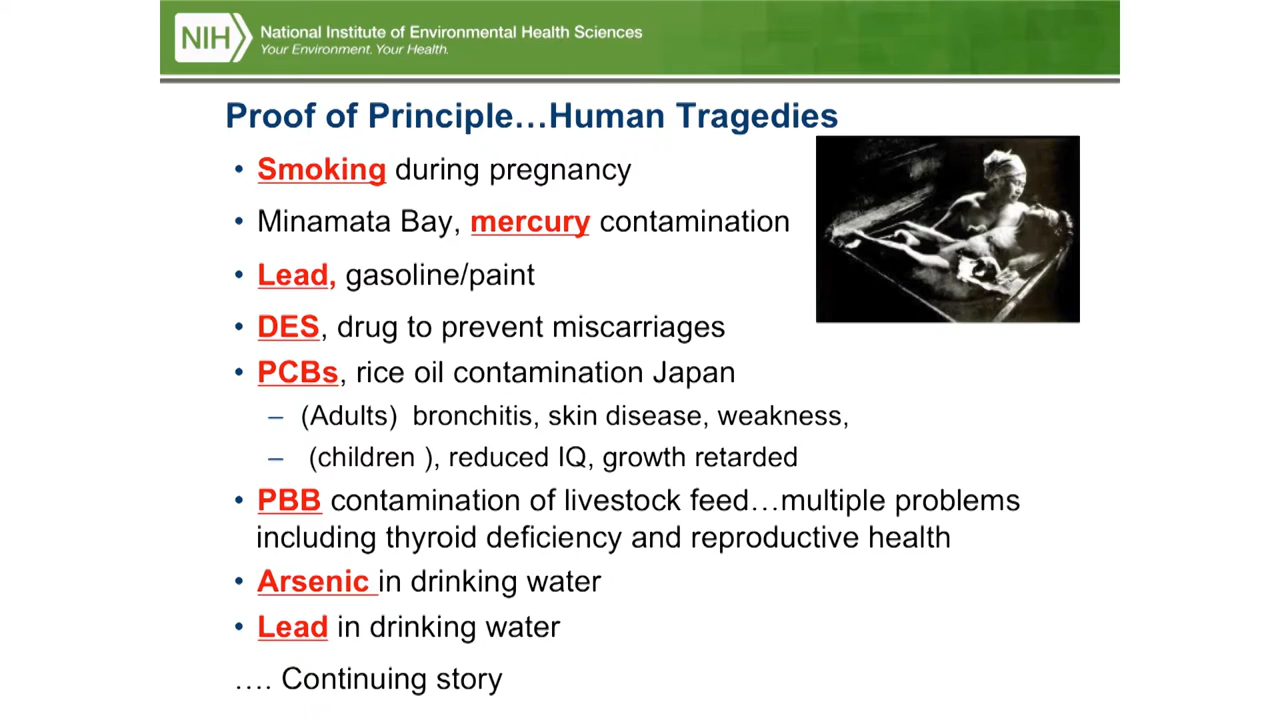 NIH
National Institute of Environmental Health Sciences
Your Environment. Your Health.
Proof of Principle…Human Tragedies
• Smoking during pregnancy
• Minamata Bay, mercury contamination
• Lead, gasoline/paint
• DES, drug to prevent miscarriages
• PCBs, rice oil contamination Japan
– (Adults) bronchitis, skin disease, weakness,
– (children ), reduced IQ, growth retarded
• PBB contamination of livestock feed…multiple problems
including thyroid deficiency and reproductive health
• Arsenic in drinking water
• Lead in drinking water
…. Continuing story